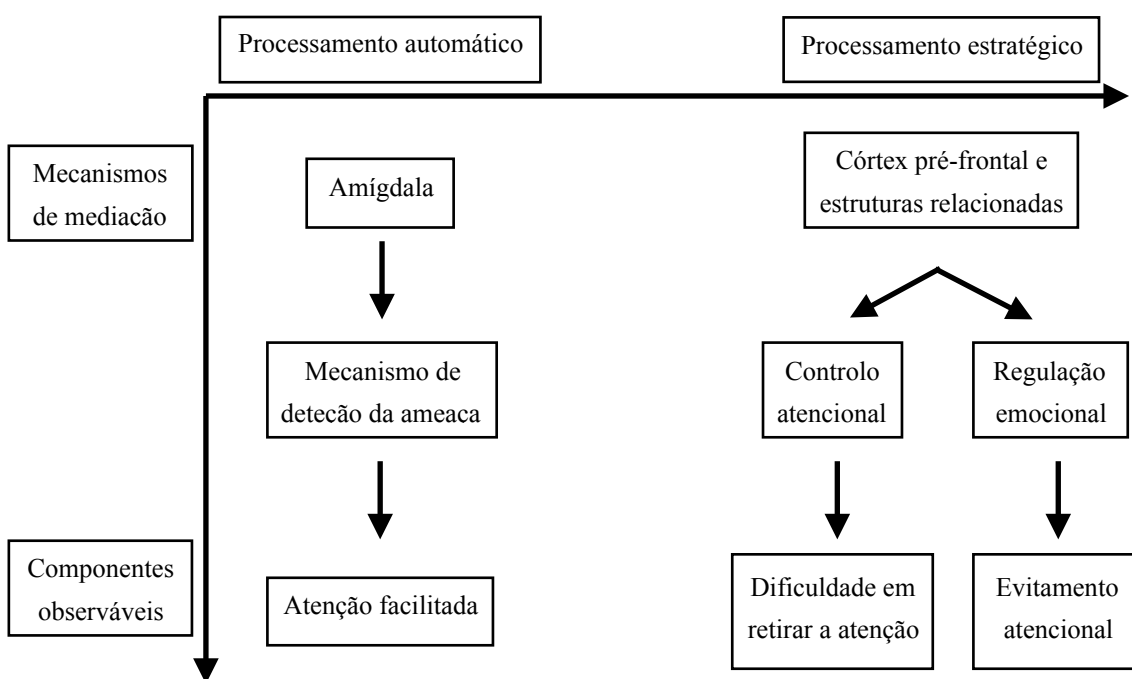 Processamento automático
Processamento estratégico
Mecanismos
de mediacão
Amígdala
Córtex pré-frontal e
estruturas relacionadas
Mecanismo de
detecão da ameaca
Controlo
atencional
Regulação
emocional
Componentes
observáveis
Atenção facilitada
Dificuldade em
retirar a atenção
Evitamento
atencional